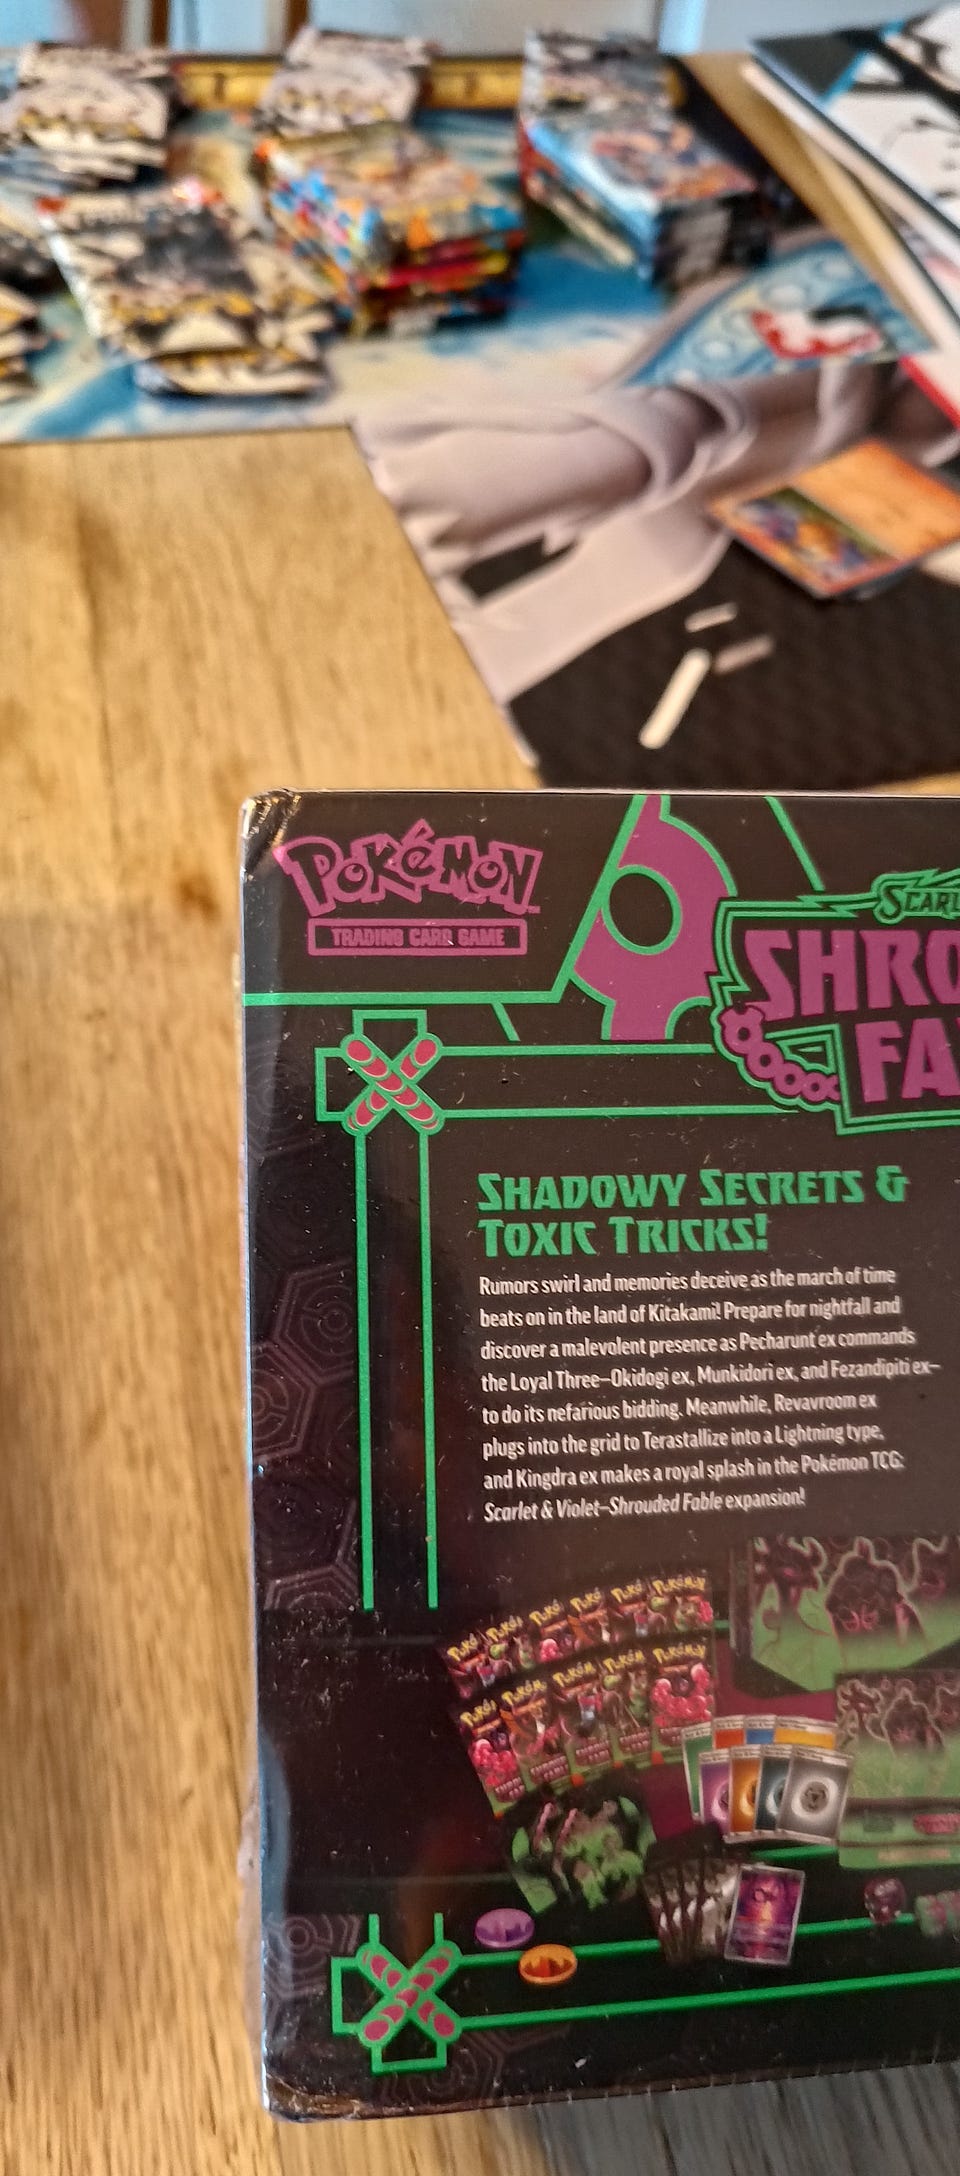 POKéMON
TRADING CARD GAME
SCARL
SHRO
FA
SHADOWY SECRETS &
TOXIC TRICKS!
Rumors swirl and memories deceive as the march of time
beats on in the land of Kitakami! Prepare for nightfall and
discover a malevolent presence as Pecharunt ex commands
the Loyal Three—Okidogi ex, Munkidori ex, and Fezandipiti ex—
to do its nefarious bidding. Meanwhile, Revavroom ex
plugs into the grid to Terastallize into a Lightning type,
and Kingdra ex makes a royal splash in the Pokémon TCG:
Scarlet & Violet—Shrouded Fable expansion!